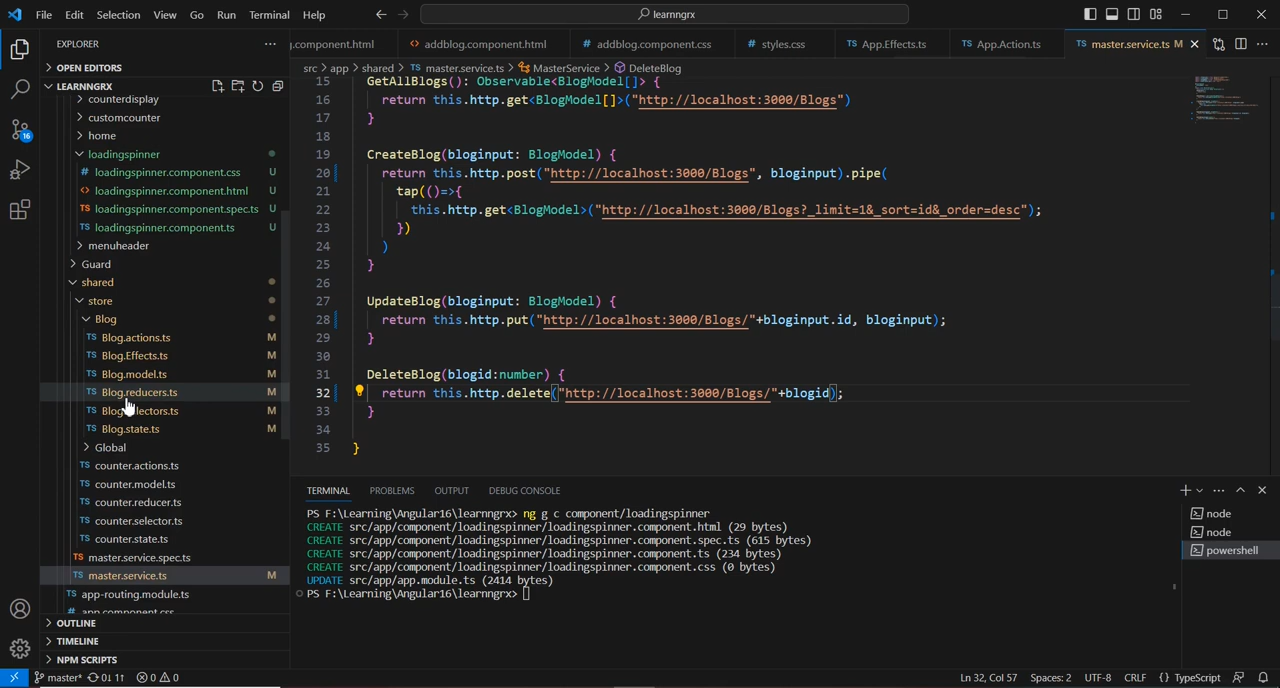 File Edit Selection View Go Run Terminal Help learngrx
EXPLORER
OPEN EDITORS
LEARNGRX
counterdisplay
customcounter
home
loadingspinner
loadingspinner.component.css U
loadingspinner.component.html U
loadingspinner.component.spec.ts U
loadingspinner.component.ts U
menuheader
Guard
shared
store
Blog
Blog.actions.ts M
Blog.Effects.ts M
Blog.model.ts M
Blog.reducers.ts M
M
Blog.state.ts M
Global
counter.actions.ts
counter.model.ts
counter.reducer.ts
counter.selector.ts
counter.state.ts
master.service.spec.ts
master.service.ts M
app-routing.module.ts
app.component.css
OUTLINE
TIMELINE
NPM SCRIPTS
.component.html addblog.component.html addblog.component.css styles.css App.Effects.ts App.Action.ts master.service.ts M
src > app > shared > master.service.ts > MasterService > DeleteBlog
15 GetAllBlogs(): Observable<BlogModel[]> {
16 return this.http.get<BlogModel[]>("http://localhost:3000/Blogs")
17 }
18
19 CreateBlog(bloginput: BlogModel) {
20 return this.http.post("http://localhost:3000/Blogs", bloginput).pipe(
21 tap(()=>{
22 this.http.get<BlogModel>("http://localhost:3000/Blogs?_limit=1&_sort=id&_order=desc");
23 })
24 )
25 }
26
27 UpdateBlog(bloginput: BlogModel) {
28 return this.http.put("http://localhost:3000/Blogs/"+bloginput.id, bloginput);
29 }
30
31 DeleteBlog(blogid:number) {
32 return this.http.delete("http://localhost:3000/Blogs/"+blogid);
33 }
34
35 }
TERMINAL PROBLEMS OUTPUT DEBUG CONSOLE
PS F:\Learning\Angular16\learngrx> ng g c component/loadingspinner
CREATE src/app/component/loadingspinner/loadingspinner.component.html (29 bytes)
CREATE src/app/component/loadingspinner/loadingspinner.component.spec.ts (615 bytes)
CREATE src/app/component/loadingspinner/loadingspinner.component.ts (234 bytes)
CREATE src/app/component/loadingspinner/loadingspinner.component.css (0 bytes)
UPDATE src/app/app.module.ts (2414 bytes)
PS F:\Learning\Angular16\learngrx>
node
node
powershell
16
master* 0↓ 1↑ 0 0 Ln 32, Col 57 Spaces: 2 UTF-8 CRLF {} TypeScript